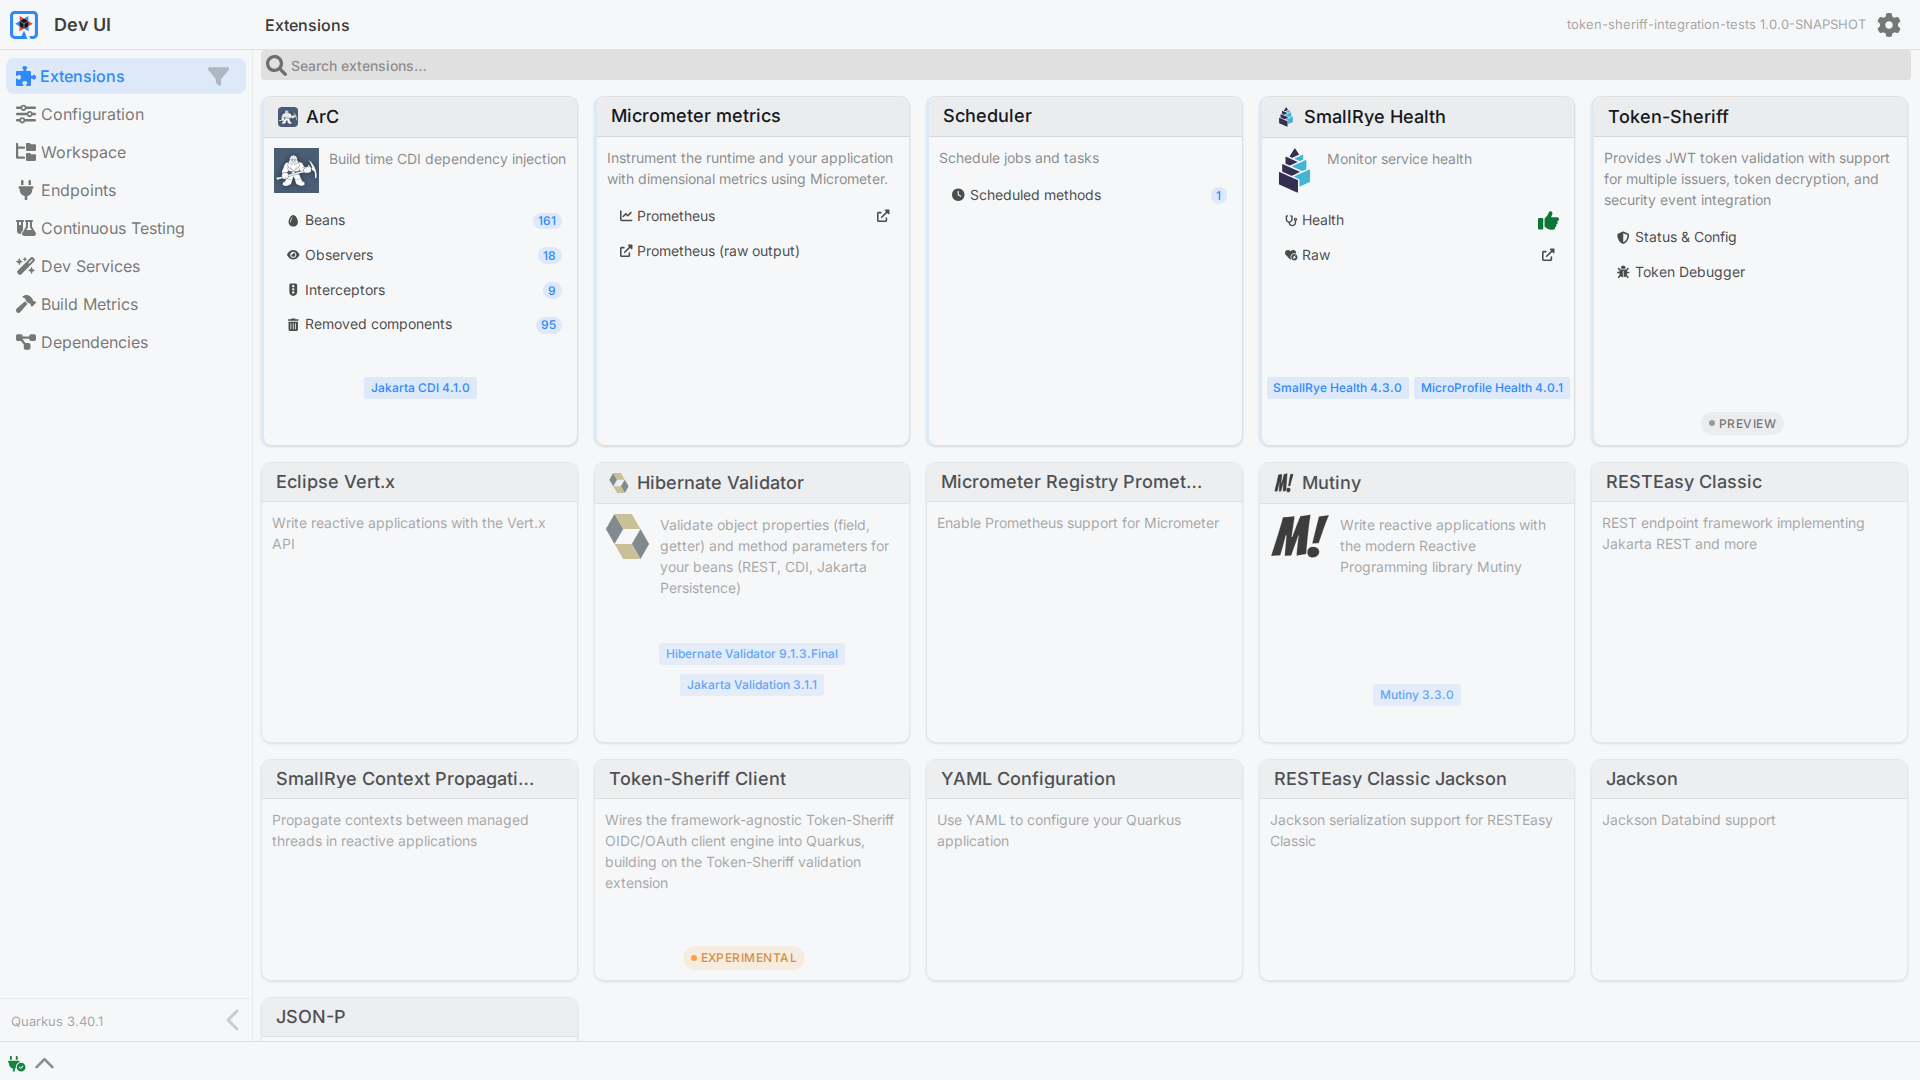 Dev UI
Extensions
token-sheriff-integration-tests 1.0.0-SNAPSHOT
Extensions
Configuration
Workspace
Endpoints
Continuous Testing
Dev Services
Build Metrics
Dependencies
Quarkus 3.40.1
Search extensions...
ArC
Build time CDI dependency injection
Beans 161
Observers 18
Interceptors 9
Removed components 95
Jakarta CDI 4.1.0
Micrometer metrics
Instrument the runtime and your application
with dimensional metrics using Micrometer.
Prometheus
Prometheus (raw output)
Scheduler
Schedule jobs and tasks
Scheduled methods 1
SmallRye Health
Monitor service health
Health
Raw
SmallRye Health 4.3.0 MicroProfile Health 4.0.1
Token-Sheriff
Provides JWT token validation with support
for multiple issuers, token decryption, and
security event integration
Status & Config
Token Debugger
PREVIEW
Eclipse Vert.x
Write reactive applications with the Vert.x
API
Hibernate Validator
Validate object properties (field,
getter) and method parameters for
your beans (REST, CDI, Jakarta
Persistence)
Hibernate Validator 9.1.3.Final
Jakarta Validation 3.1.1
Micrometer Registry Promet...
Enable Prometheus support for Micrometer
M! Mutiny
M!
Write reactive applications with
the modern Reactive
Programming library Mutiny
Mutiny 3.3.0
RESTEasy Classic
REST endpoint framework implementing
Jakarta REST and more
SmallRye Context Propagati...
Propagate contexts between managed
threads in reactive applications
Token-Sheriff Client
Wires the framework-agnostic Token-Sheriff
OIDC/OAuth client engine into Quarkus,
building on the Token-Sheriff validation
extension
EXPERIMENTAL
YAML Configuration
Use YAML to configure your Quarkus
application
RESTEasy Classic Jackson
Jackson serialization support for RESTEasy
Classic
Jackson
Jackson Databind support
JSON-P